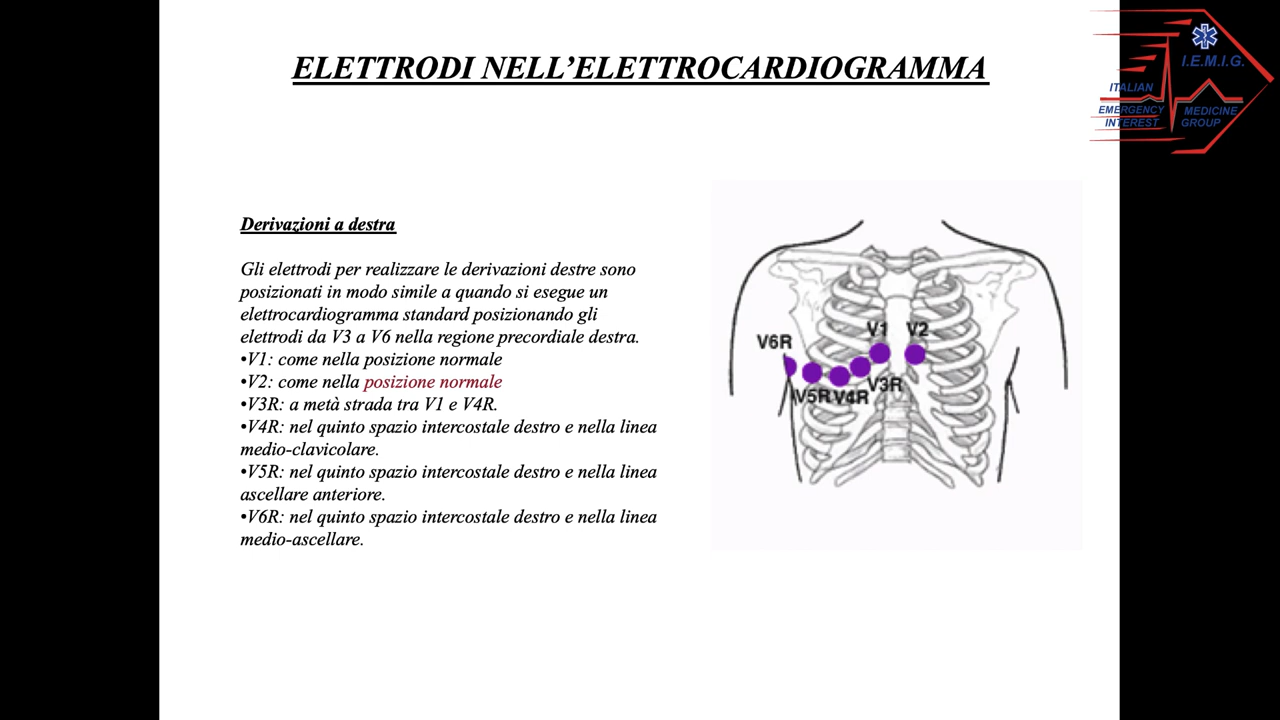 ELETTRODI NELL’ELETTROCARDIOGRAMMA
I.E.M.I.G.
ITALIAN
EMERGENCY MEDICINE
INTEREST GROUP
Derivazioni a destra
Gli elettrodi per realizzare le derivazioni destre sono
posizionati in modo simile a quando si esegue un
elettrocardiogramma standard posizionando gli
elettrodi da V3 a V6 nella regione precordiale destra.
•V1: come nella posizione normale
•V2: come nella posizione normale
•V3R: a metà strada tra V1 e V4R.
•V4R: nel quinto spazio intercostale destro e nella linea
medio-clavicolare.
•V5R: nel quinto spazio intercostale destro e nella linea
ascellare anteriore.
•V6R: nel quinto spazio intercostale destro e nella linea
medio-ascellare.
V1 V2
V6R
V3R
V5R V4R